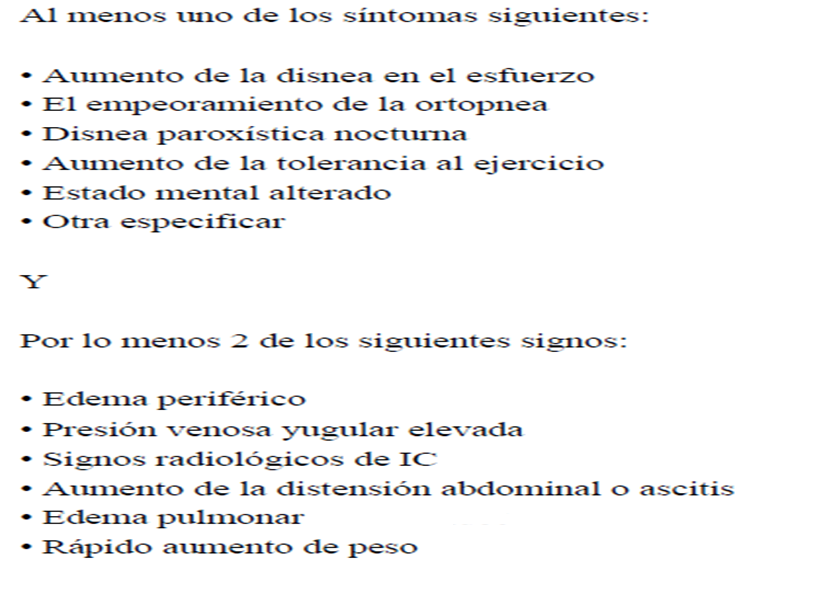 Al menos uno de los síntomas siguientes:
• Aumento de la disnea en el esfuerzo
• El empeoramiento de la ortopnea
• Disnea paroxística nocturna
• Aumento de la tolerancia al ejercicio
• Estado mental alterado
• Otra especificar
Y
Por lo menos 2 de los siguientes signos:
• Edema periférico
• Presión venosa yugular elevada
• Signos radiológicos de IC
• Aumento de la distensión abdominal o ascitis
• Edema pulmonar
• Rápido aumento de peso